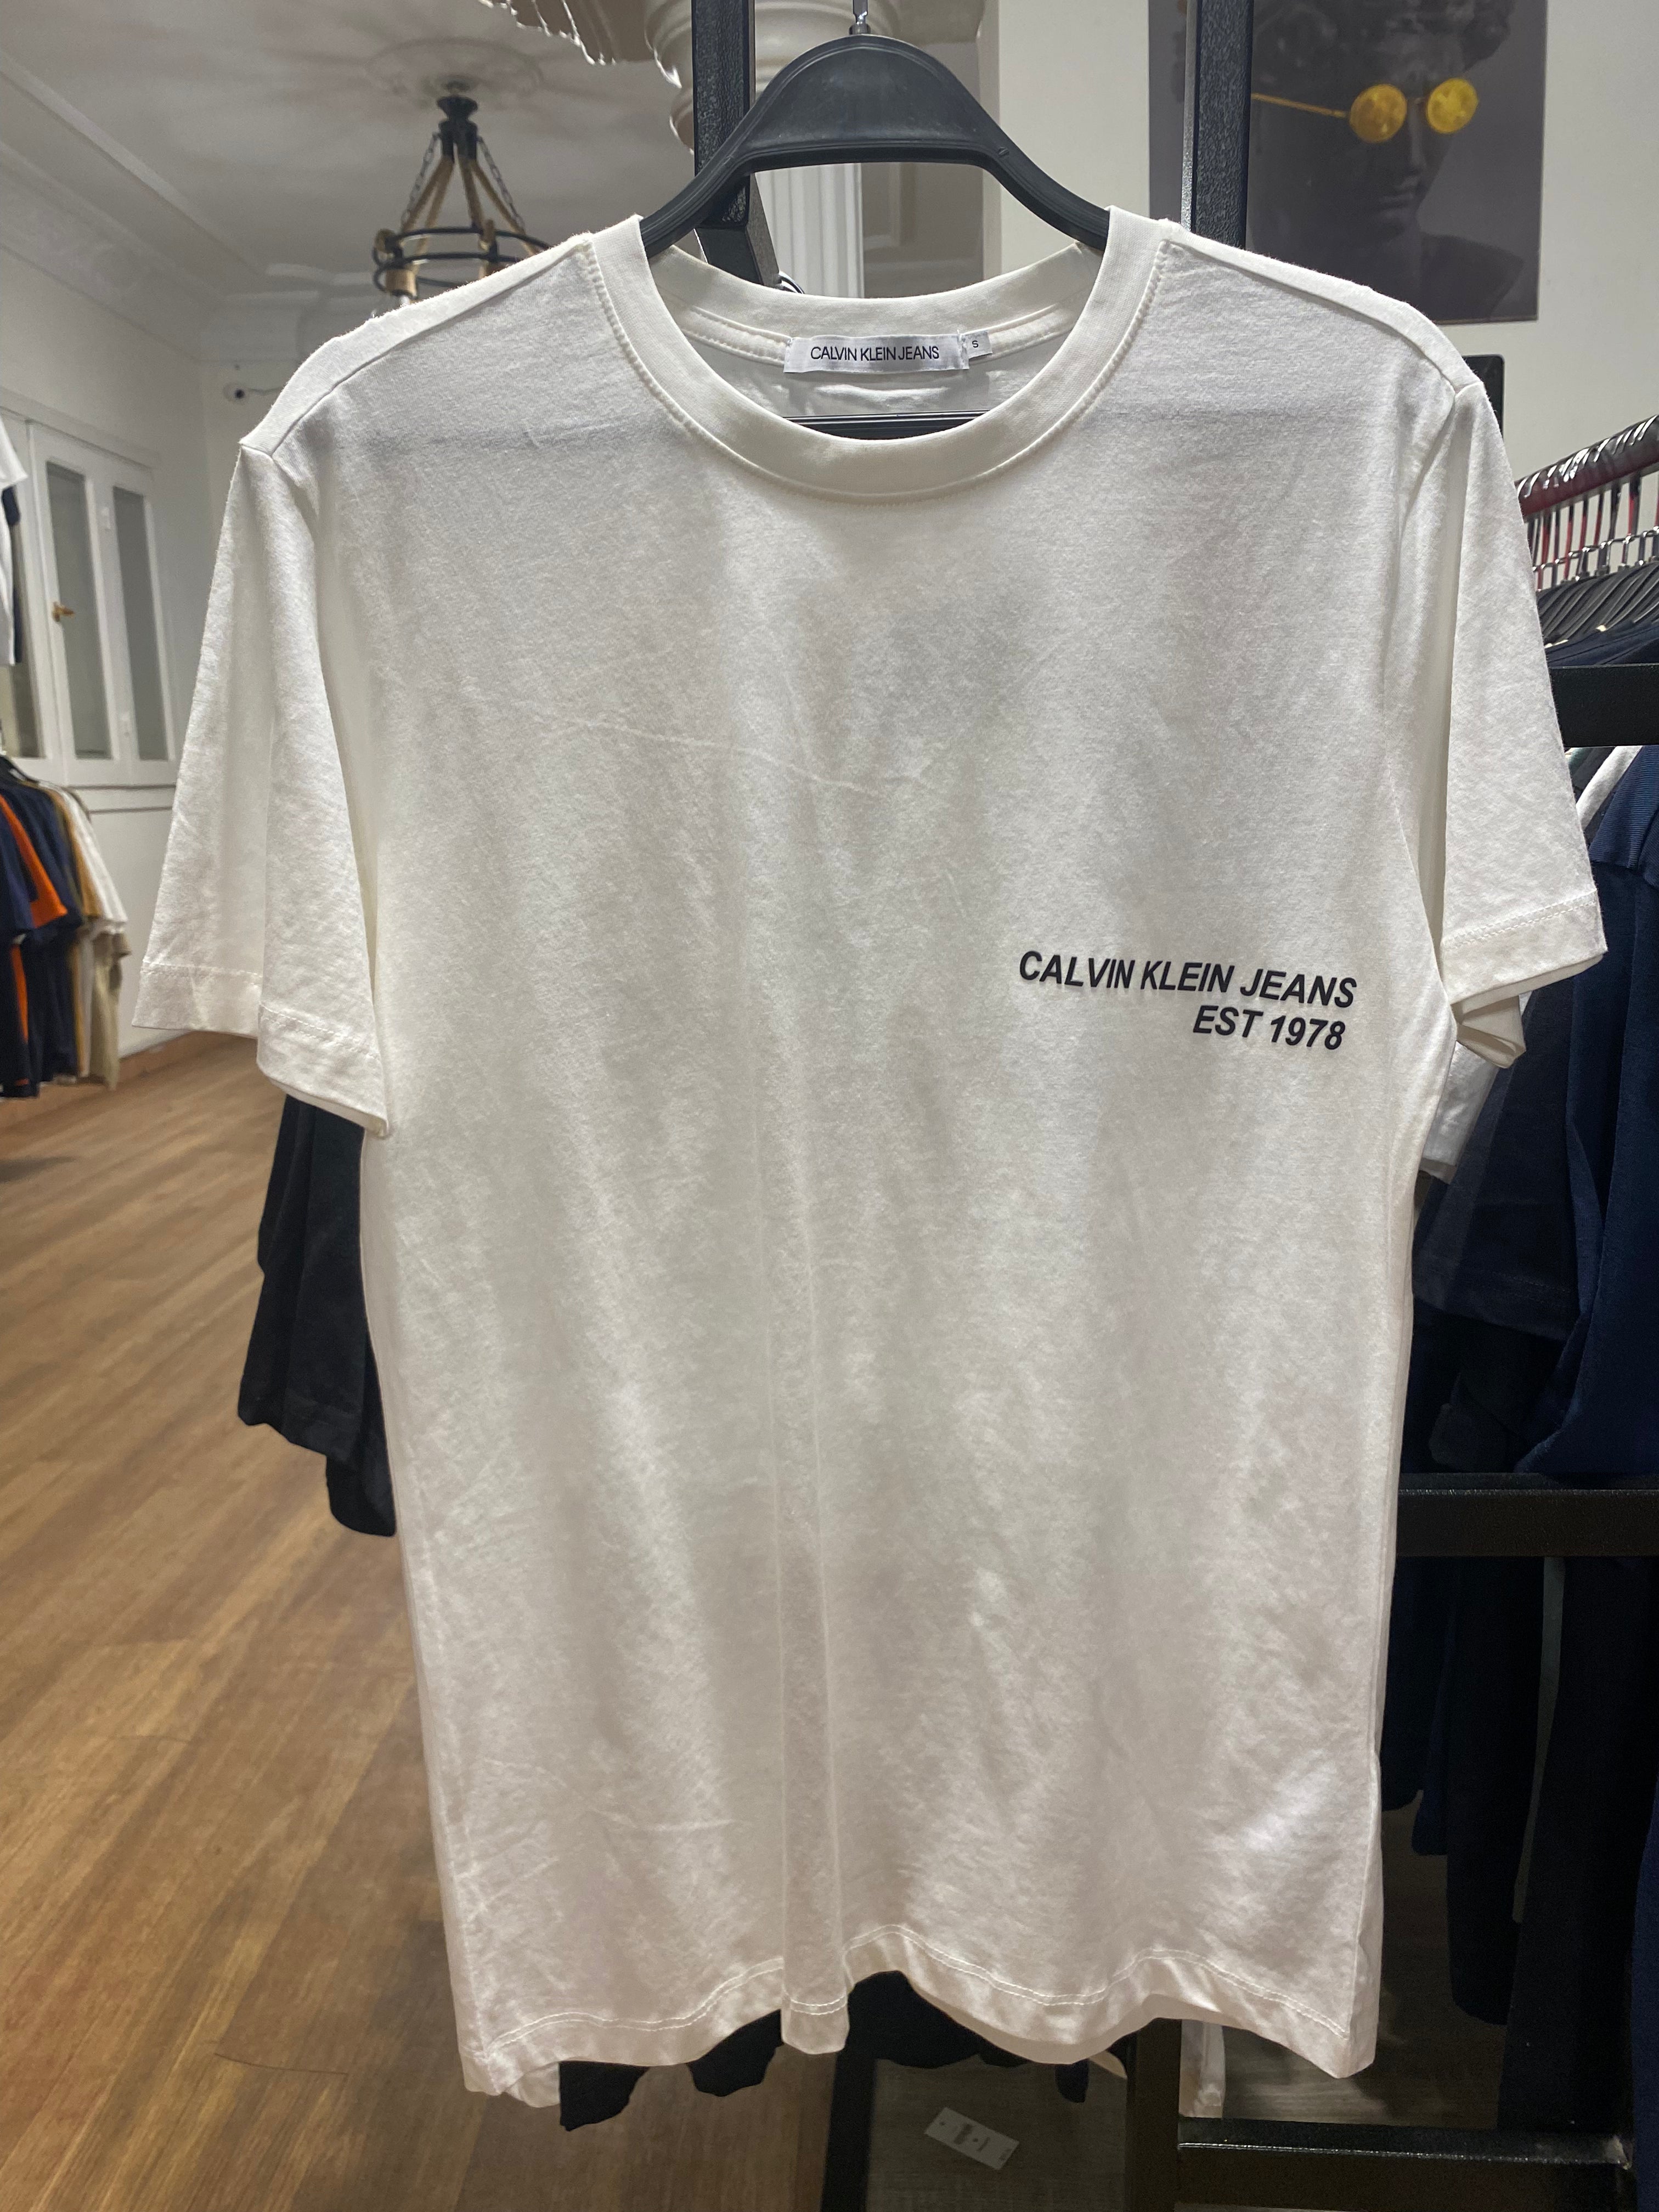 CALVIN KLEIN JEANS
S
CALVIN KLEIN JEANS
EST 1978